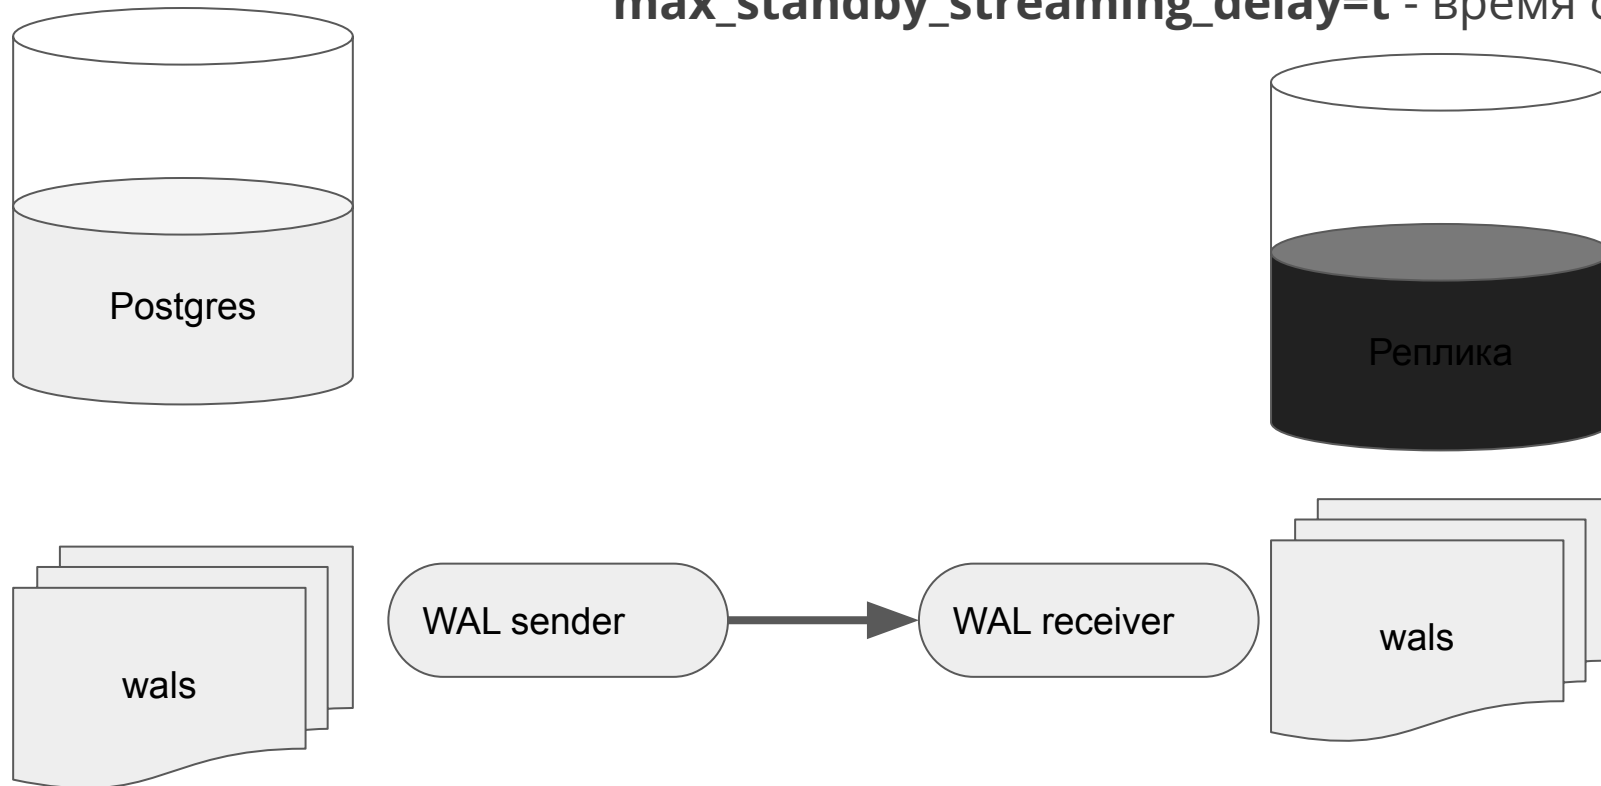 max_standby_streaming_delay=t - время
Postgres
Реплика
WAL sender
WAL receiver
wals
wals